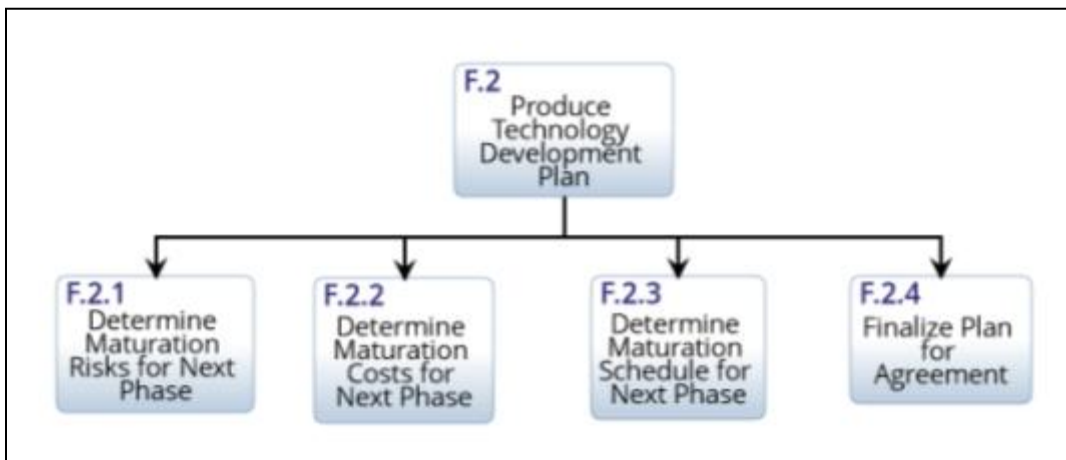 F.2
Produce
Technology
Development
Plan
F.2.1
Determine
Maturation
Risks for Next
Phase
F.2.2
Determine
Maturation
Costs for
Next Phase
F.2.3
Determine
Maturation
Schedule for
Next Phase
F.2.4
Finalize Plan
for
Agreement